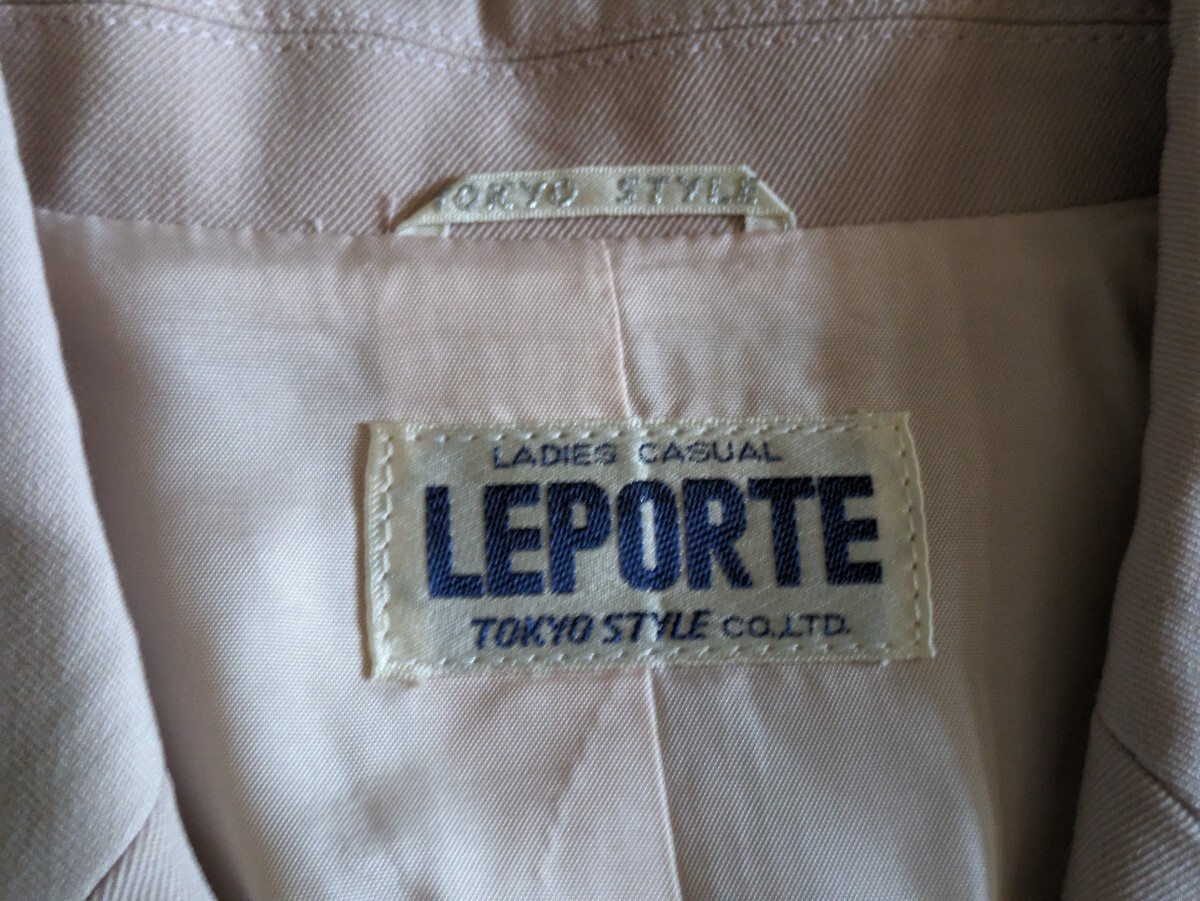 TOKYO STYLE
LADIES CASUAL
LEPORTE
TOKYO STYLE CO.,LTD.